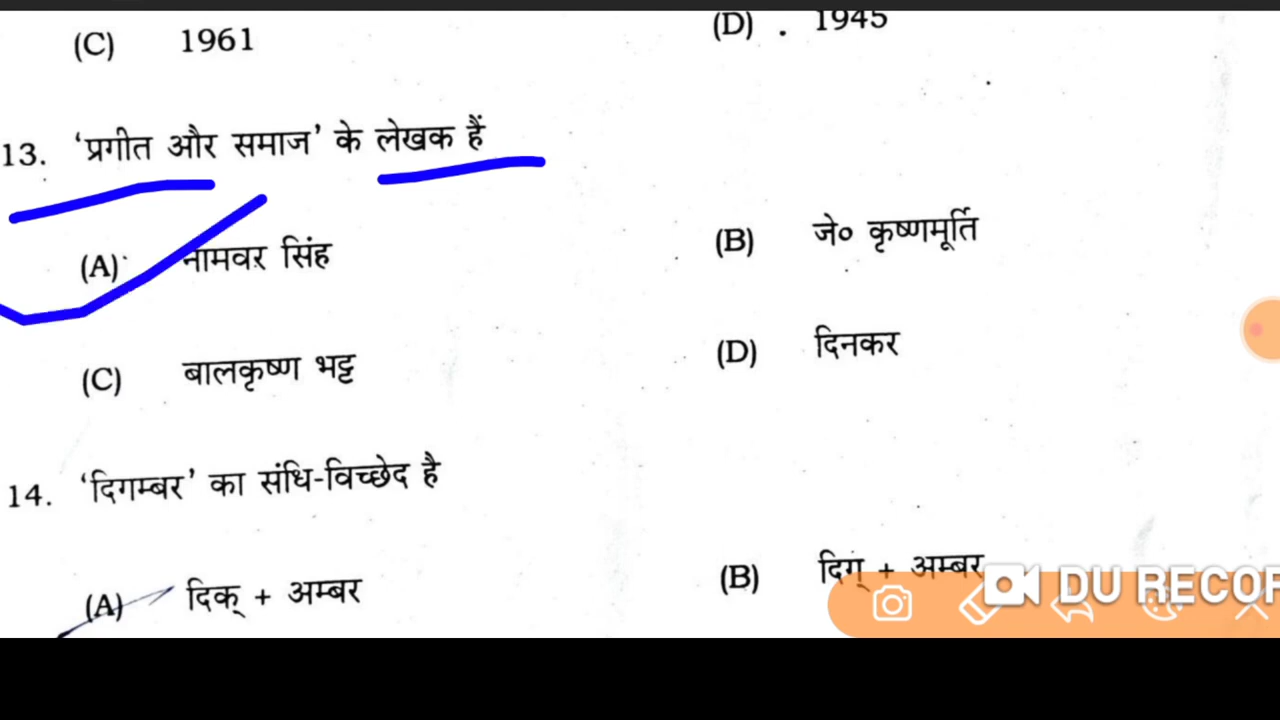 (C) 1961 (D) . 1945
13. ‘प्रगीत और समाज’ के लेखक हैं
(A) नामवर सिंह (B) जे० कृष्णमूर्ति
(C) बालकृष्ण भट्ट (D) दिनकर
14. ‘दिगम्बर’ का संधि-विच्छेद है
(A) दिक् + अम्बर (B) दिग् + अम्बर
DU RECOR